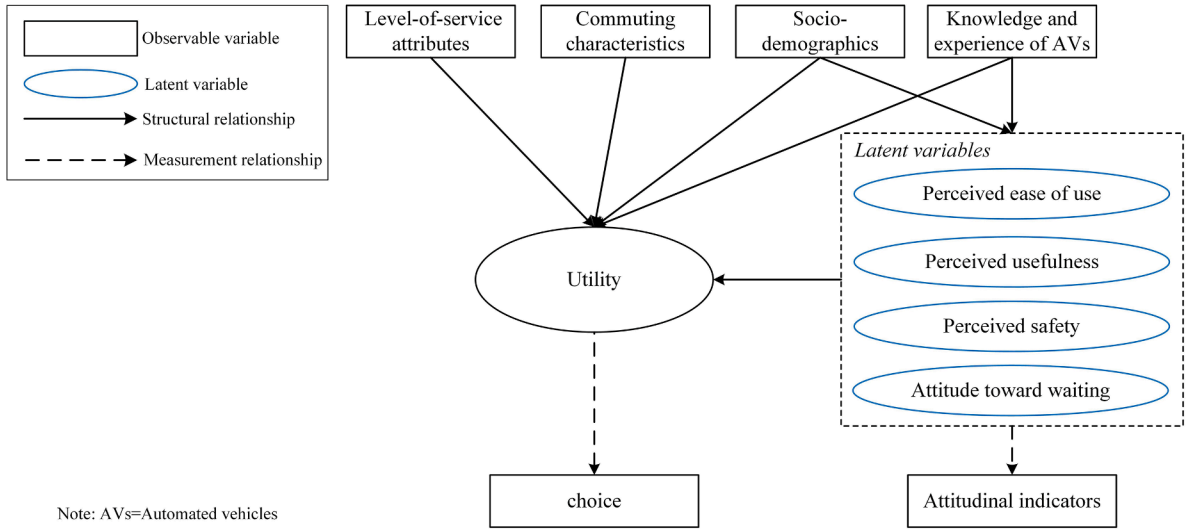 Observable variable
Latent variable
Structural relationship
Measurement relationship
Level-of-service
attributes
Commuting
characteristics
Socio-
demographics
Knowledge and
experience of AVs
Latent variables
Perceived ease of use
Perceived usefulness
Perceived safety
Attitude toward waiting
Utility
choice
Attitudinal indicators
Note: AVs=Automated vehicles